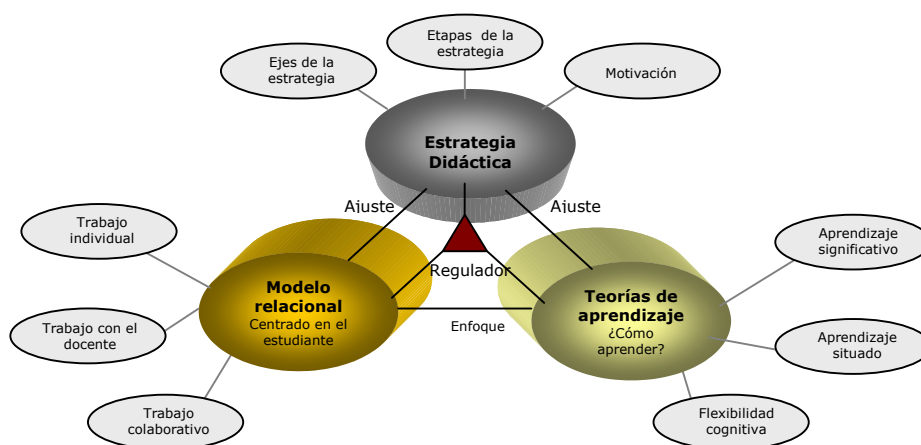 Etapas de la
estrategia
Ejes de la
estrategia
Motivación
Estrategia
Didáctica
Ajuste
Ajuste
Trabajo
individual
Aprendizaje
significativo
Regulador
Modelo
relacional
Centrado en el
estudiante
Teorías de
aprendizaje
¿Cómo
aprender?
Trabajo con el
docente
Enfoque
Aprendizaje
situado
Trabajo
colaborativo
Flexibilidad
cognitiva